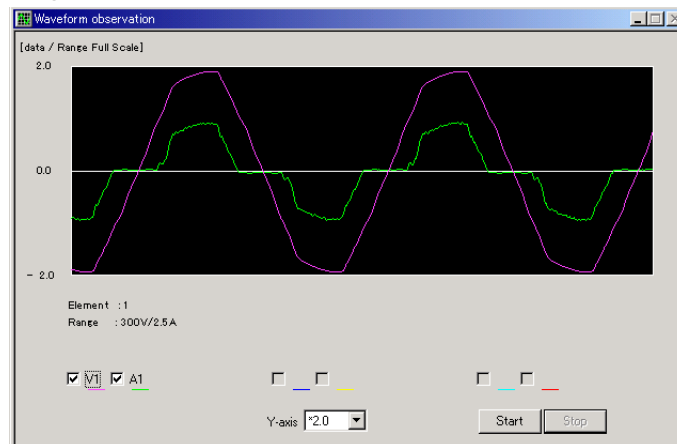 Waveform observation
[data / Range Full Scale]
2.0
0.0
- 2.0
Element :1
Range :300V/2.5A
V1 A1
Y-axis *2.0 Start Stop